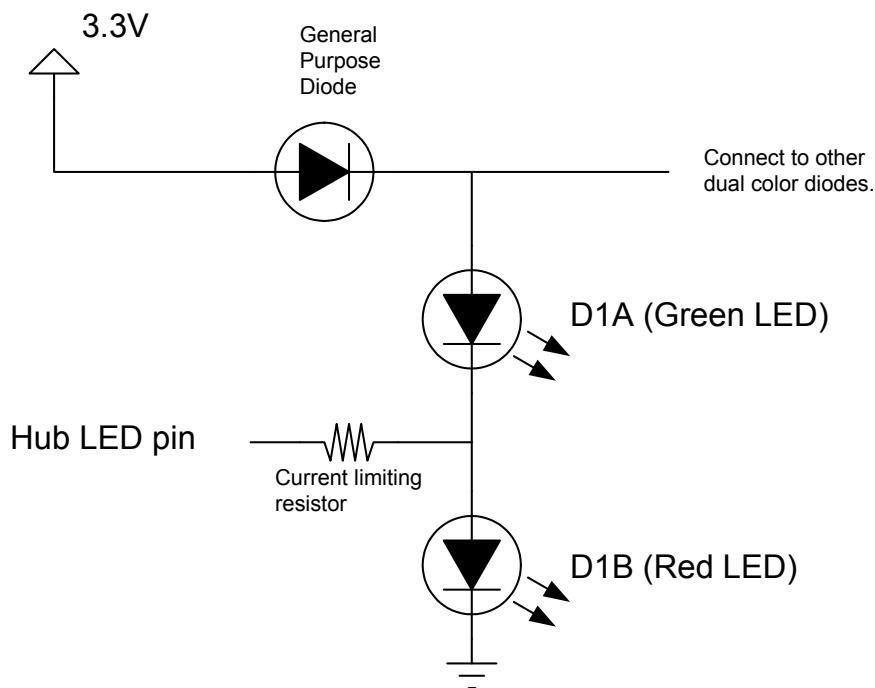 3.3V
General
Purpose
Diode
Connect to other
dual color diodes.
D1A (Green LED)
Hub LED pin
Current limiting
resistor
D1B (Red LED)